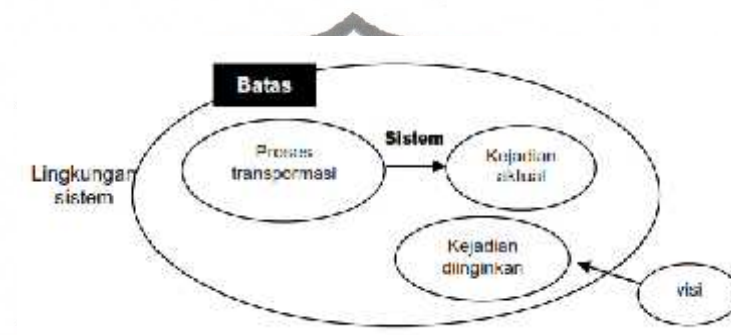 Batas
Sistem
Proses
transpormasi
Kejadian
aktual
Lingkungan
sistem
Kejadian
diinginkan
visi